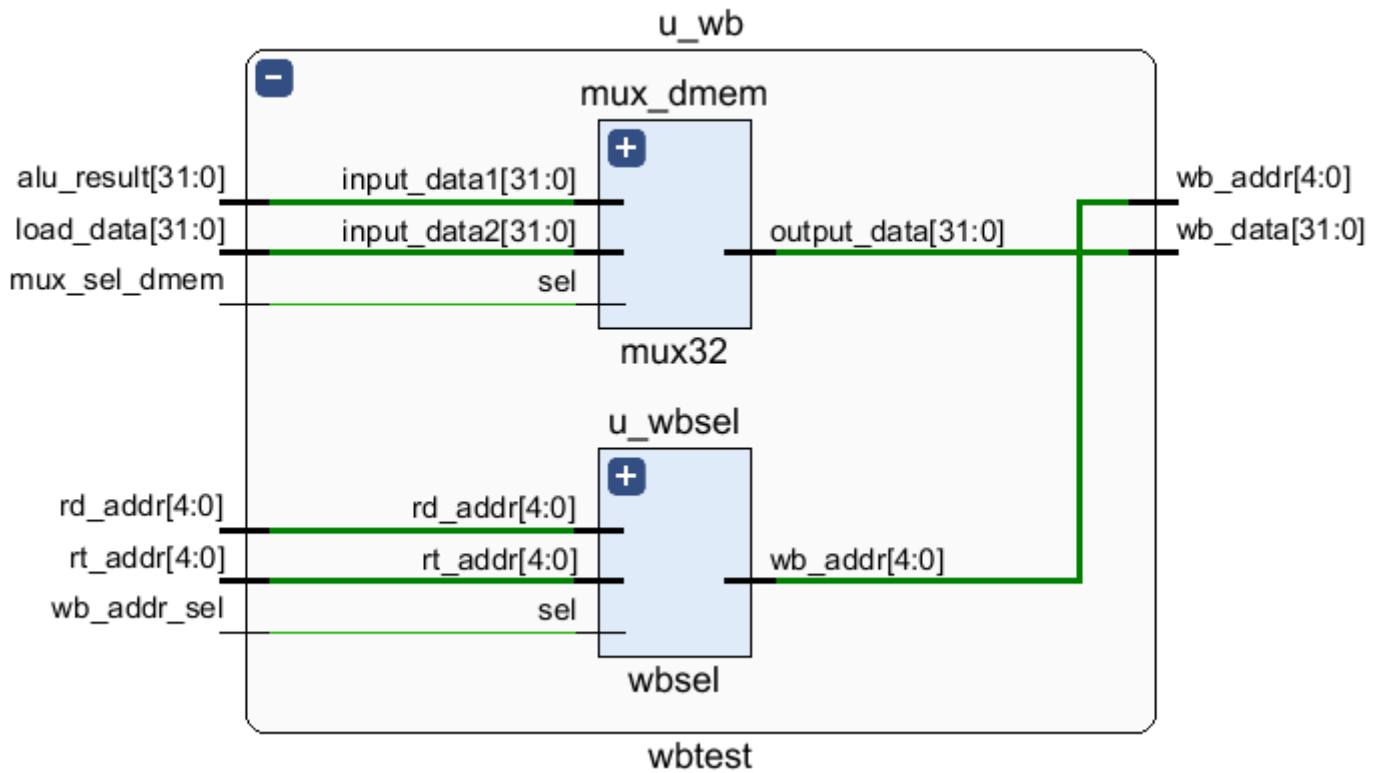 u_wb
mux_dmem
alu_result[31:0]
input_data1[31:0]
wb_addr[4:0]
load_data[31:0]
input_data2[31:0]
output_data[31:0]
wb_data[31:0]
mux_sel_dmem
sel
mux32
u_wbsel
rd_addr[4:0]
rd_addr[4:0]
rt_addr[4:0]
rt_addr[4:0]
wb_addr[4:0]
wb_addr_sel
sel
wbsel
wbtest